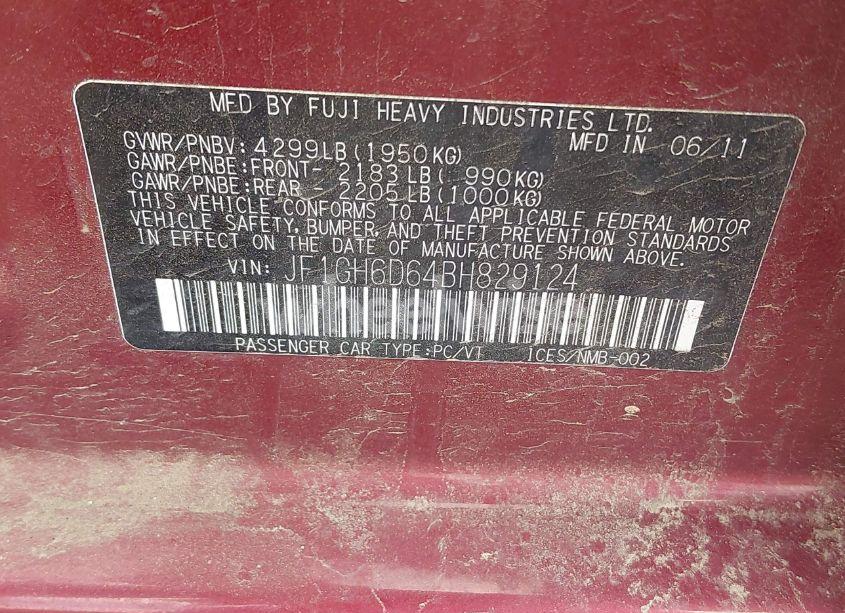 MFD BY FUJI HEAVY INDUSTRIES LTD.
GVWR/PNBV: 4299LB(1950KG) MFD IN 06/11
GAWR/PNBE:FRONT- 2183LB( 990KG)
GAWR/PNBE:REAR - 2205LB(1000KG)
THIS VEHICLE CONFORMS TO ALL APPLICABLE FEDERAL MOTOR
VEHICLE SAFETY, BUMPER, AND THEFT PREVENTION STANDARDS
IN EFFECT ON THE DATE OF MANUFACTURE SHOWN ABOVE.
VIN: JF1GH6D64BH829124
PASSENGER CAR TYPE:PC/VT ICES/NMB-002